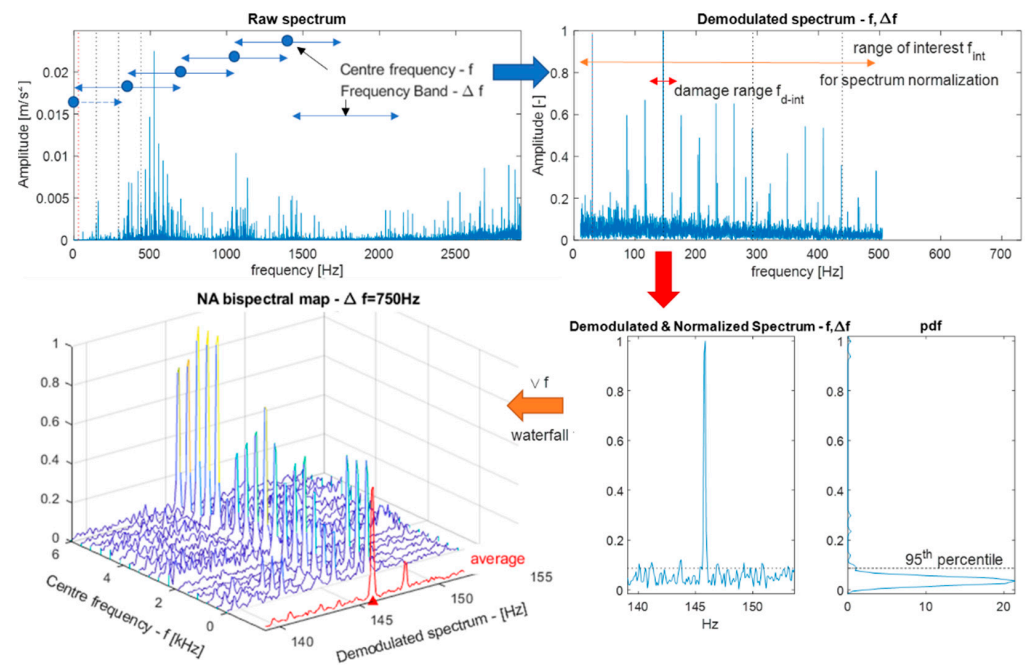 Raw spectrum
Amplitude [m/s²]
0.02
0.015
0.01
0.005
0
0
500
1000
1500
2000
2500
frequency [Hz]
Centre frequency - f
Frequency Band - Δ f
Demodulated spectrum - f, Δf
Amplitude [-]
1
0.8
0.6
0.4
0.2
0
0
100
200
300
400
500
600
700
frequency [Hz]
range of interest f_int
for spectrum normalization
damage range f_d-int
NA bispectral map - Δ f=750Hz
1
0.8
0.6
0.4
0.2
0
6
4
2
0
Centre frequency - f [kHz]
140
145
150
155
Demodulated spectrum - [Hz]
average
∨ f
waterfall
Demodulated & Normalized Spectrum - f,Δf
1
0.8
0.6
0.4
0.2
0
140
145
150
Hz
pdf
1
0.8
0.6
0.4
0.2
0
0
10
20
95th percentile